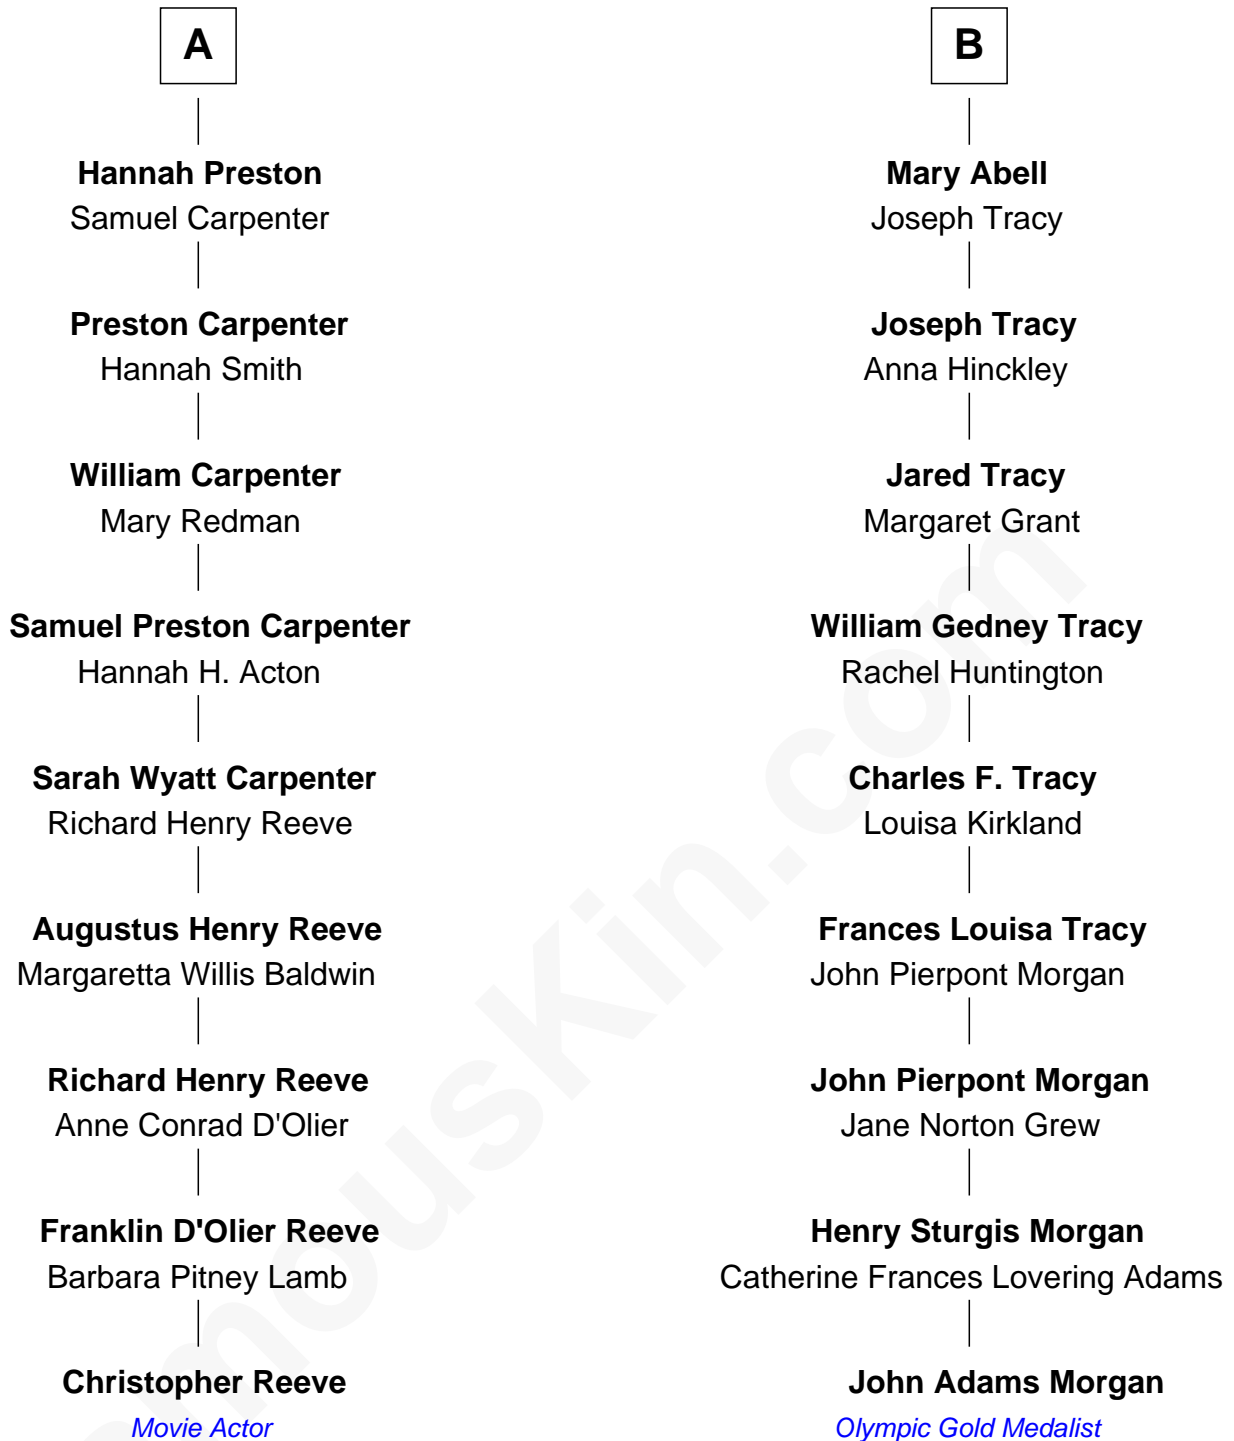 A
Hannah Preston
Samuel Carpenter
Preston Carpenter
Hannah Smith
William Carpenter
Mary Redman
Samuel Preston Carpenter
Hannah H. Acton
Sarah Wyatt Carpenter
Richard Henry Reeve
Augustus Henry Reeve
Margaretta Willis Baldwin
Richard Henry Reeve
Anne Conrad D'Olier
Franklin D'Olier Reeve
Barbara Pitney Lamb
Christopher Reeve
Movie Actor
B
Mary Abell
Joseph Tracy
Joseph Tracy
Anna Hinckley
Jared Tracy
Margaret Grant
William Gedney Tracy
Rachel Huntington
Charles F. Tracy
Louisa Kirkland
Frances Louisa Tracy
John Pierpont Morgan
John Pierpont Morgan
Jane Norton Grew
Henry Sturgis Morgan
Catherine Frances Lovering Adams
John Adams Morgan
Olympic Gold Medalist
mousKin.com